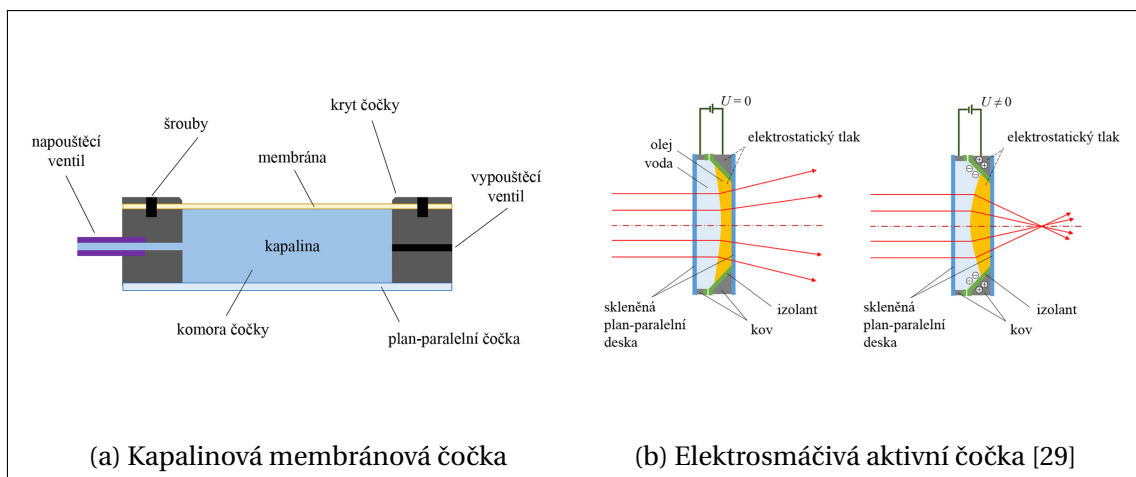 kryt čočky
šrouby
napouštěcí
ventil
membrána
vypouštěcí
ventil
kapalina
komora čočky
plan-paralelní čočka
U = 0
olej
voda
elektrostatický tlak
skleněná
plan-paralelní
deska
izolant
kov
U ≠ 0
elektrostatický tlak
skleněná
plan-paralelní
deska
izolant
kov
(a) Kapalinová membránová čočka
(b) Elektrosmáčivá aktivní čočka [29]